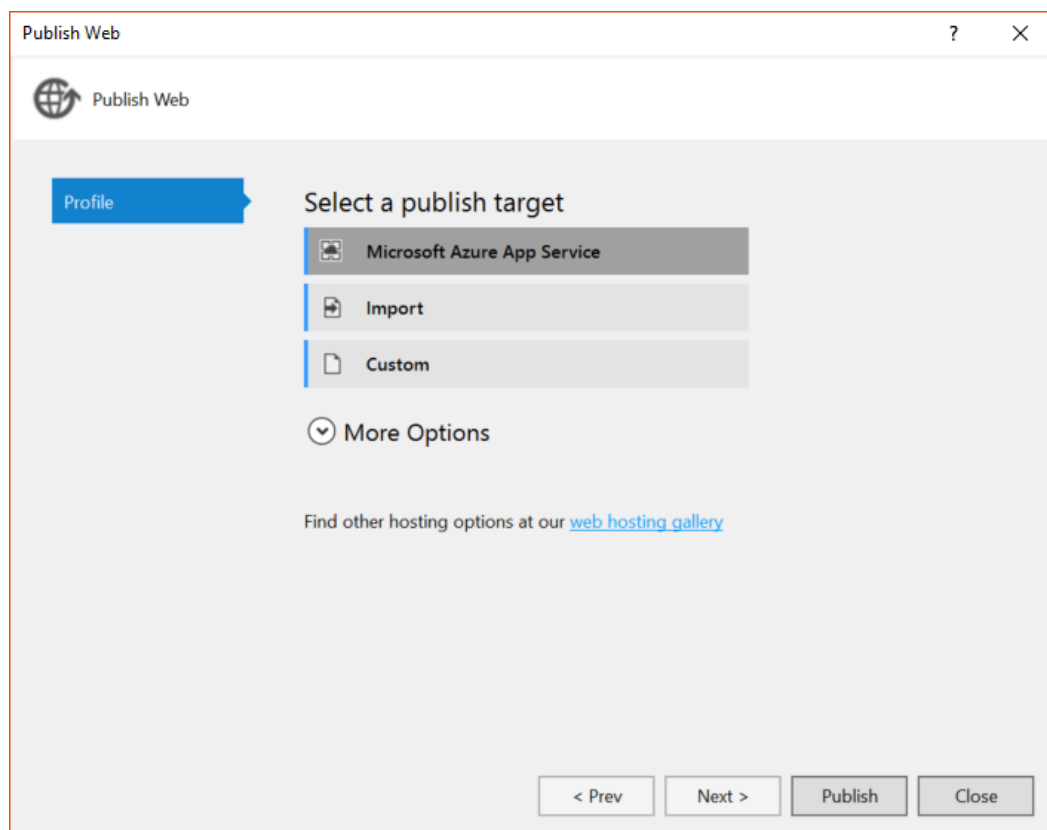 Publish Web
?
Publish Web
Profile
Select a publish target
Microsoft Azure App Service
Import
Custom
More Options
Find other hosting options at our web hosting gallery
< Prev
Next >
Publish
Close